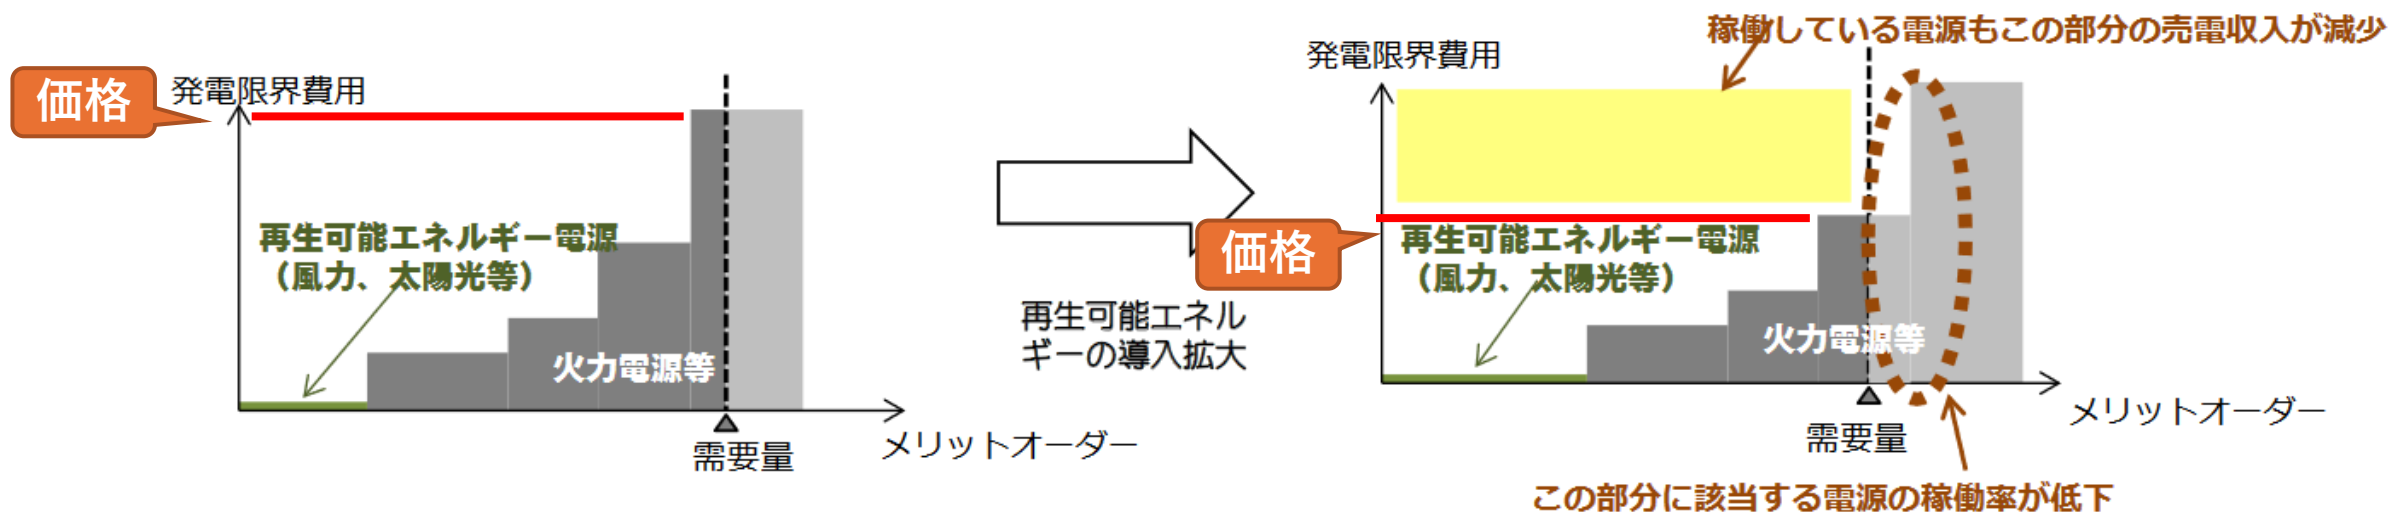 価格
発電限界費用
再生可能エネルギー電源
（風力、太陽光等）
火力電源等
需要量
メリットオーダー
再生可能エネル
ギーの導入拡大
稼働している電源もこの部分の売電収入が減少
発電限界費用
価格
再生可能エネルギー電源
（風力、太陽光等）
火力電源等
需要量
メリットオーダー
この部分に該当する電源の稼働率が低下